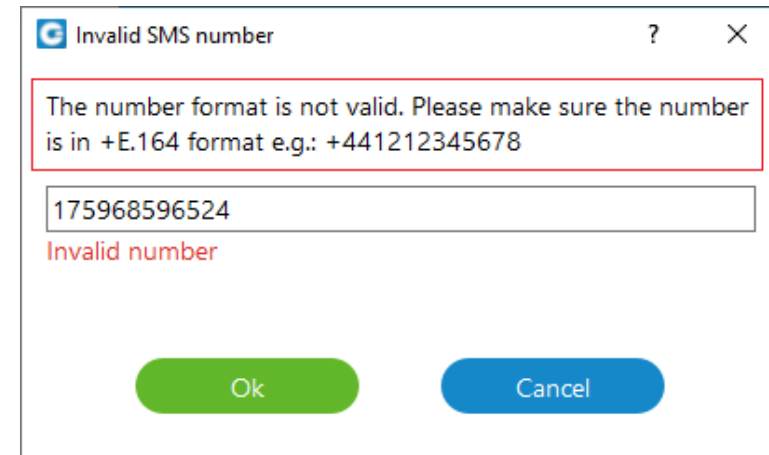 Invalid SMS number
The number format is not valid. Please make sure the number
is in +E.164 format e.g.: +441212345678
175968596524
Invalid number
Ok Cancel